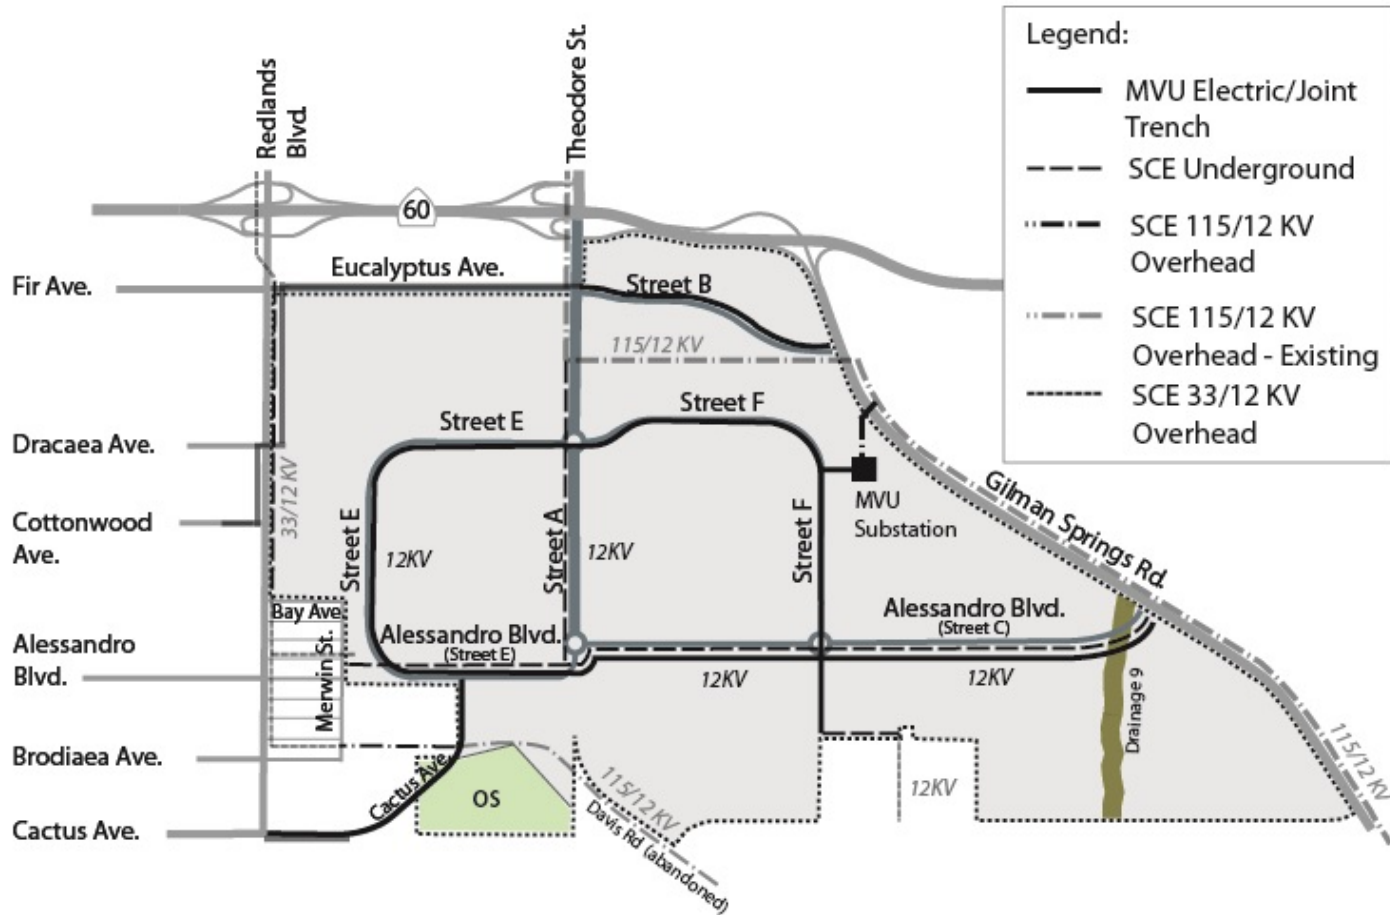 Redlands
Blvd.
Theodore St.
60
Legend:
MVU Electric/Joint
Trench
SCE Underground
SCE 115/12 KV
Overhead
SCE 115/12 KV
Overhead - Existing
SCE 33/12 KV
Overhead
Fir Ave.
Eucalyptus Ave.
Street B
115/12 KV
Dracaea Ave.
Street E
Street F
33/12 KV
Cottonwood
Ave.
Street E
12KV
Street A
12KV
Street F
MVU
Substation
Gilman Springs Rd.
Bay Ave
Merwin St.
Alessandro
Blvd.
Alessandro Blvd.
(Street E)
Alessandro Blvd.
(Street C)
12KV
12KV
Drainage 9
Brodiaea Ave.
Cactus Ave.
OS
115/12 KV
Davis Rd (abandoned)
12KV
115/12 KV
Cactus Ave.